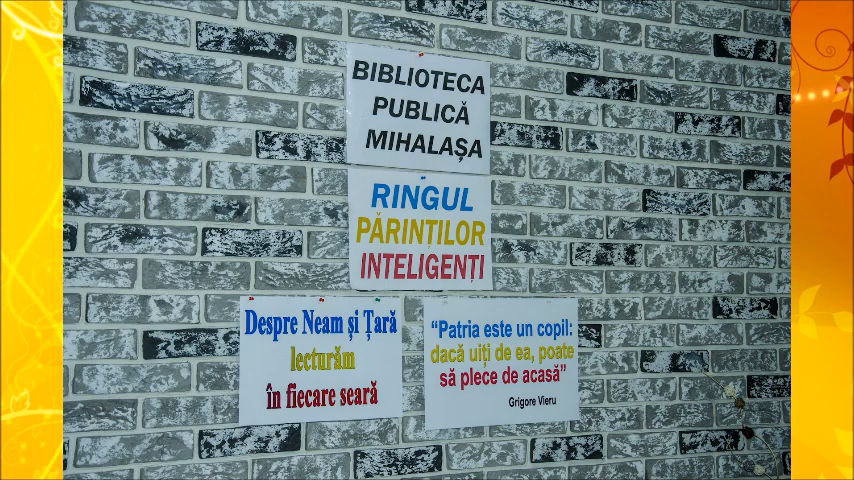 BIBLIOTECA
PUBLICĂ
MIHALAȘA
RINGUL
PĂRINȚILOR
INTELIGENȚI
Despre Neam și Țară
lecturăm
în fiecare seară
“Patria este un copil:
dacă uiți de ea, poate
să plece de acasă”
Grigore Vieru